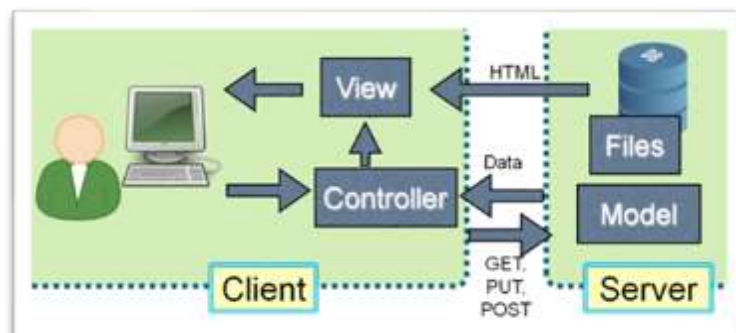 HTML
View
Files
Data
Controller
Model
GET,
PUT,
POST
Client
Server